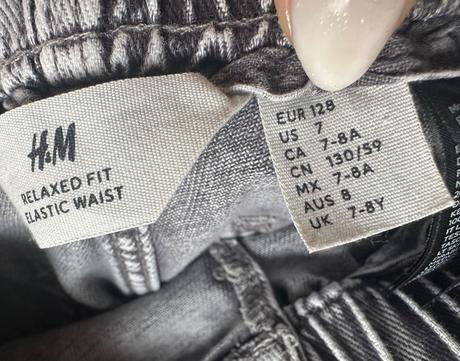 H&M
RELAXED FIT
ELASTIC WAIST
EUR 128
US 7
CA 7-8A
CN 130/59
MX 7-8A
AUS 8
UK 7-8Y